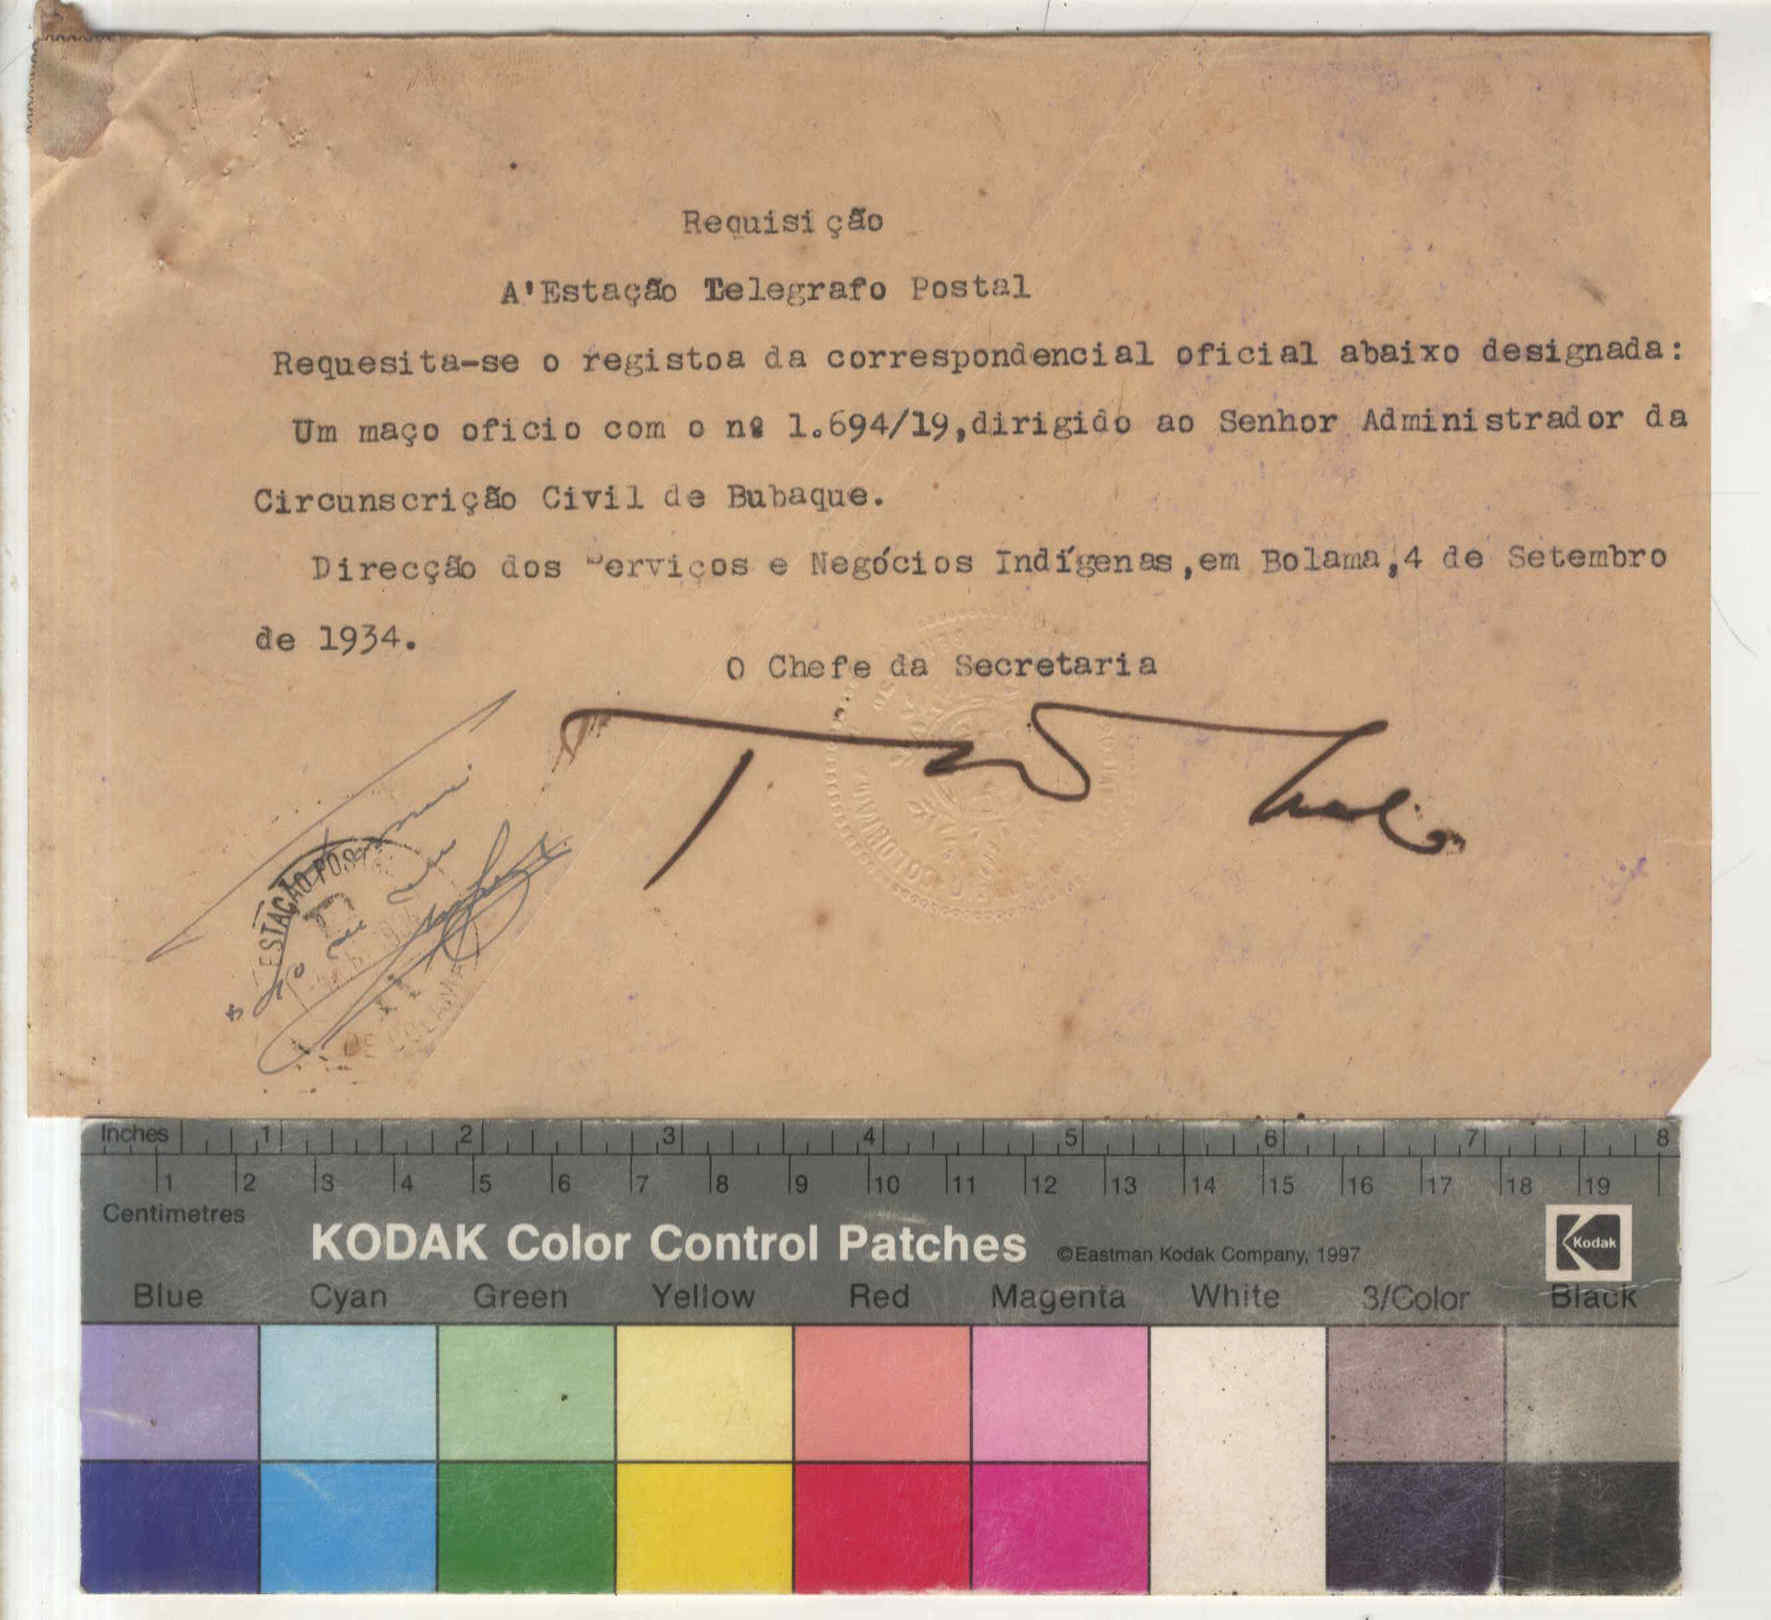 Requisição
A'Estação Telegrafo Postal
Requesita-se o registoa da correspondencial oficial abaixo designada:
Um maço oficio com o nº 1.694/19,dirigido ao Senhor Administrador da
Circunscrição Civil de Bubaque.
Direcção dos Serviços e Negócios Indígenas,em Bolama,4 de Setembro
de 1934.
O Chefe da Secretaria
ESTAÇÃO
Inches 1 2 3 4 5 6 7 8
1 2 3 4 5 6 7 8 9 10 11 12 13 14 15 16 17 18 19
Centimetres
KODAK Color Control Patches ©Eastman Kodak Company, 1997 Kodak
Blue Cyan Green Yellow Red Magenta White 3/Color Black